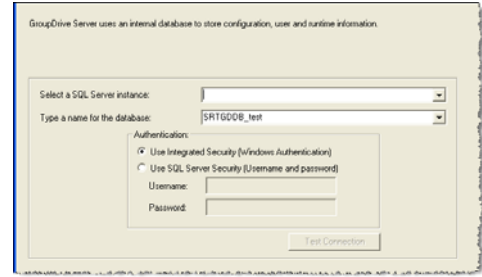 GroupDrive Server uses an internal database to store configuration, user and runtime information.
Select a SQL Server instance:
Type a name for the database: SRTGDDB_test
Authentication:
Use Integrated Security (Windows Authentication)
Use SQL Server Security (Username and password)
Username:
Password:
Test Connection